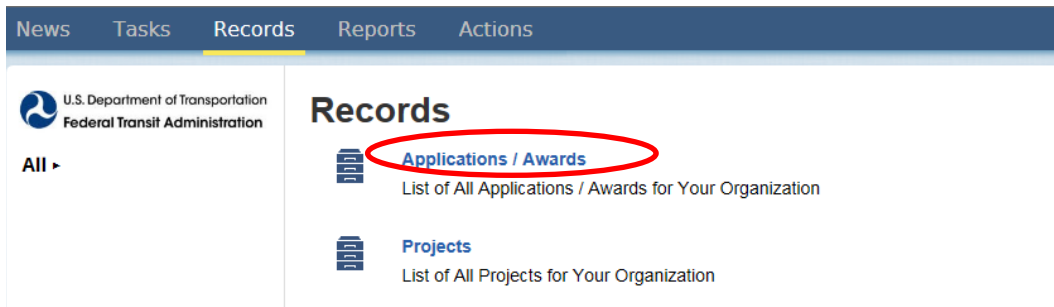 News Tasks Records Reports Actions
U.S. Department of Transportation
Federal Transit Administration
All ▸
Records
Applications / Awards
List of All Applications / Awards for Your Organization
Projects
List of All Projects for Your Organization